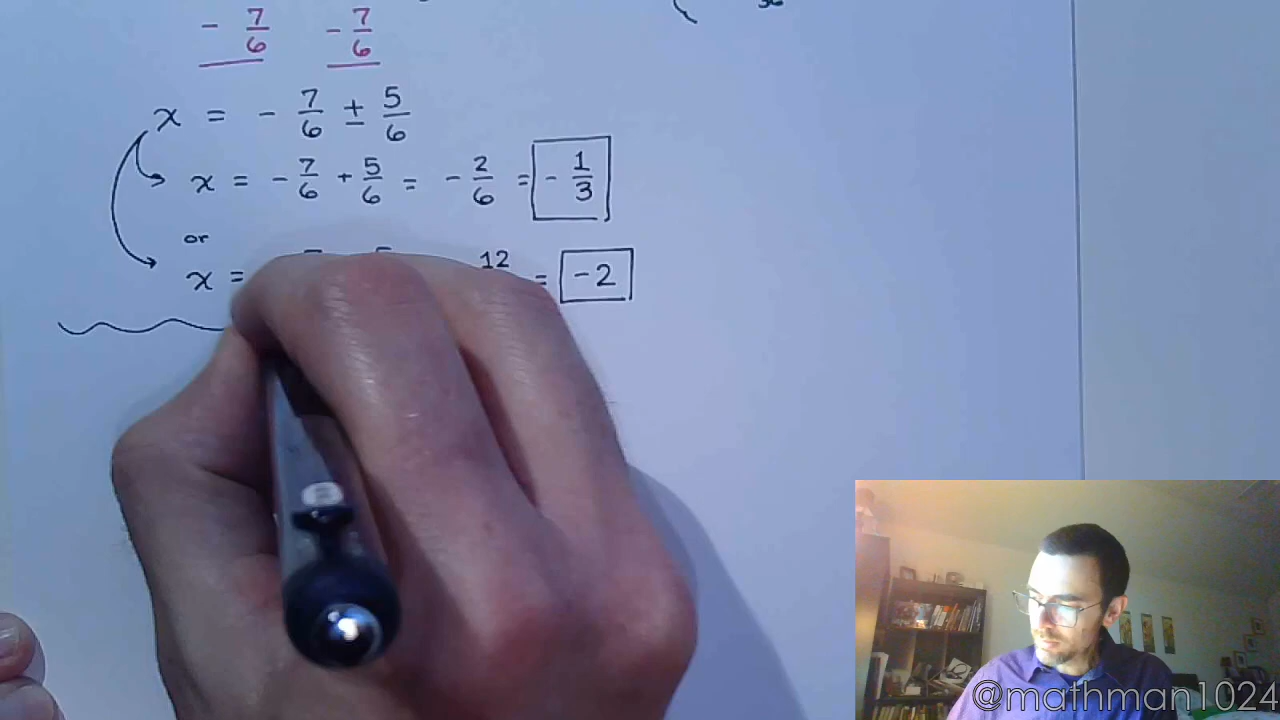 - 7/6 - 7/6
x = - 7/6 ± 5/6
x = - 7/6 + 5/6 = - 2/6 = - 1/3
or
x = 12 = -2
@mathman1024